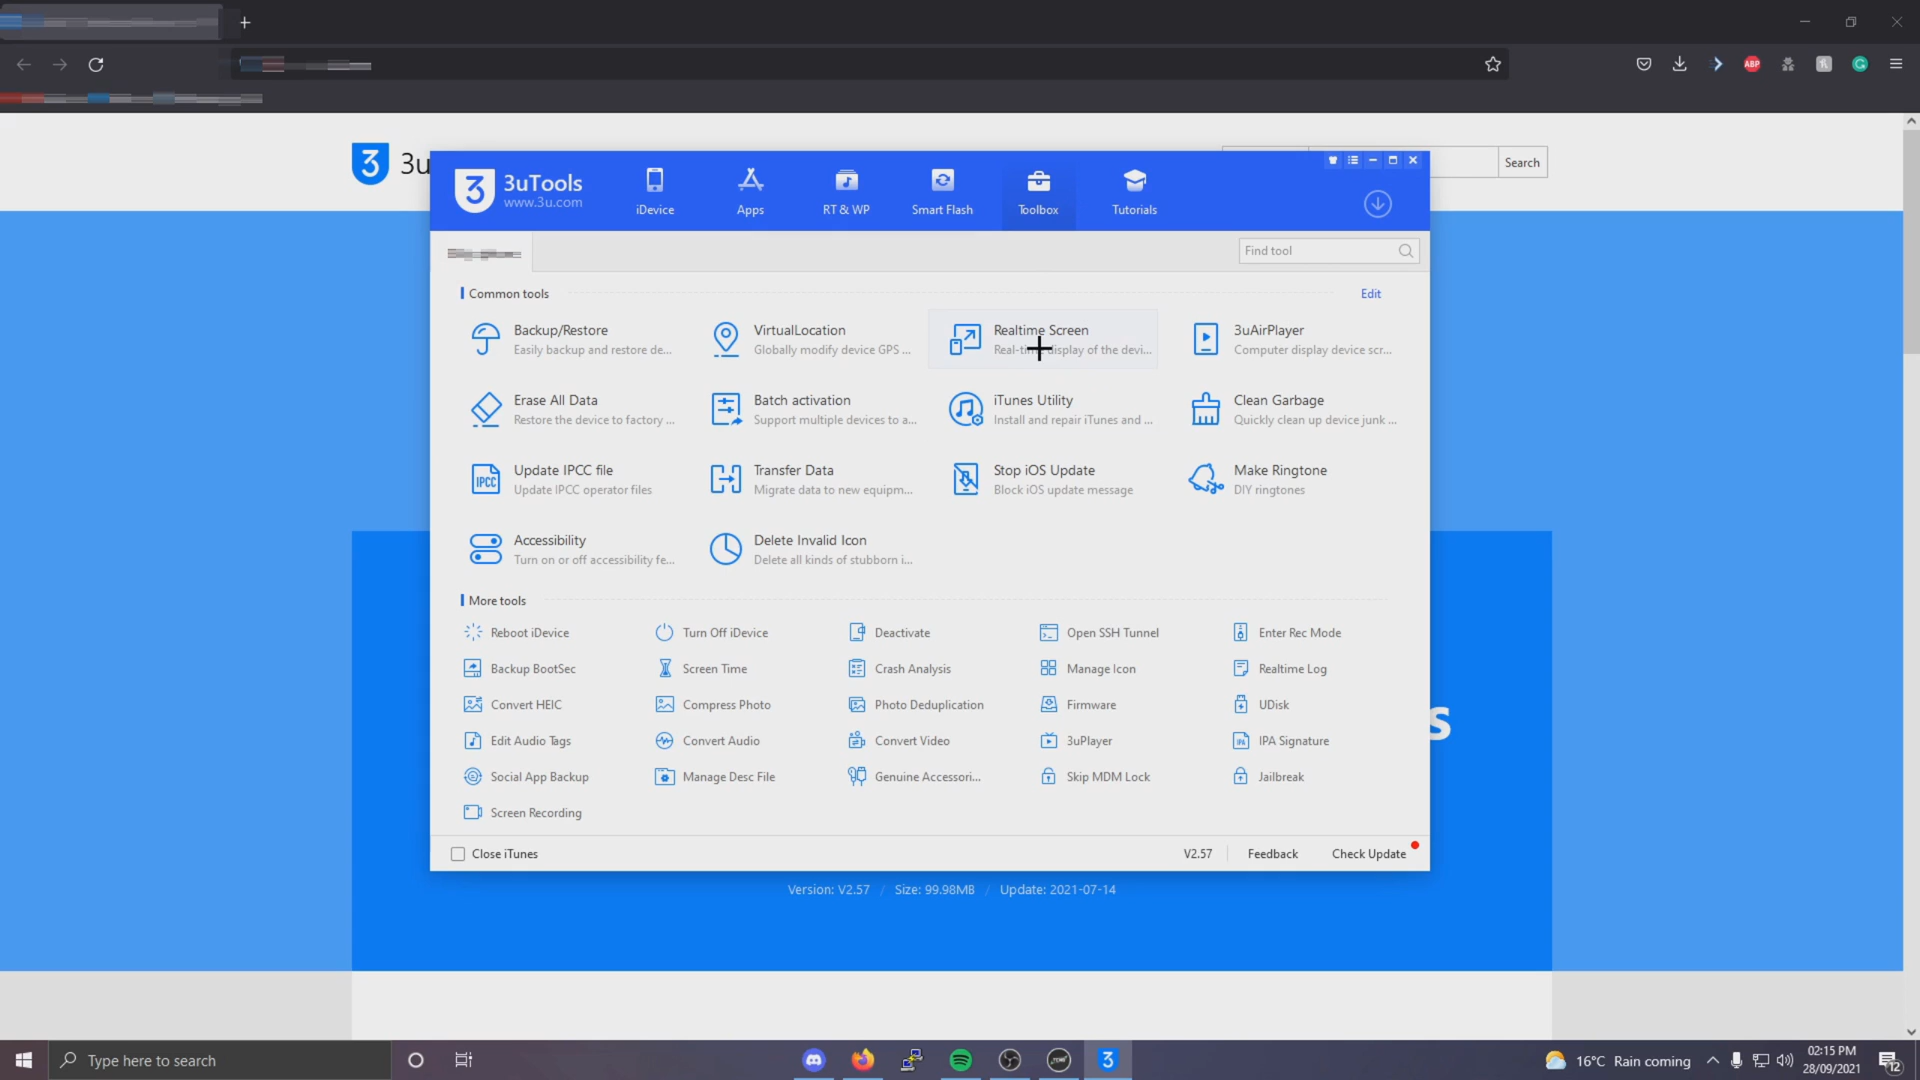 3u
Search
3 3uTools
www.3u.com
iDevice
Apps
RT & WP
Smart Flash
Toolbox
Tutorials
Find tool
Common tools
Edit
Backup/Restore
Easily backup and restore de...
VirtualLocation
Globally modify device GPS ...
Realtime Screen
Real-time display of the devi...
3uAirPlayer
Computer display device scr...
Erase All Data
Restore the device to factory ...
Batch activation
Support multiple devices to a...
iTunes Utility
Install and repair iTunes and ...
Clean Garbage
Quickly clean up device junk ...
IPCC
Update IPCC file
Update IPCC operator files
Transfer Data
Migrate data to new equipm...
Stop iOS Update
Block iOS update message
Make Ringtone
DIY ringtones
Accessibility
Turn on or off accessibility fe...
Delete Invalid Icon
Delete all kinds of stubborn i...
More tools
Reboot iDevice
Turn Off iDevice
Deactivate
Open SSH Tunnel
Enter Rec Mode
Backup BootSec
Screen Time
Crash Analysis
Manage Icon
Realtime Log
Convert HEIC
Compress Photo
Photo Deduplication
Firmware
UDisk
Edit Audio Tags
Convert Audio
Convert Video
3uPlayer
IPA Signature
Social App Backup
Manage Desc File
Genuine Accessori...
Skip MDM Lock
Jailbreak
Screen Recording
s
Close iTunes
V2.57
Feedback
Check Update
Version: V2.57 / Size: 99.98MB / Update: 2021-07-14
Type here to search
16°C Rain coming
02:15 PM
28/09/2021
12